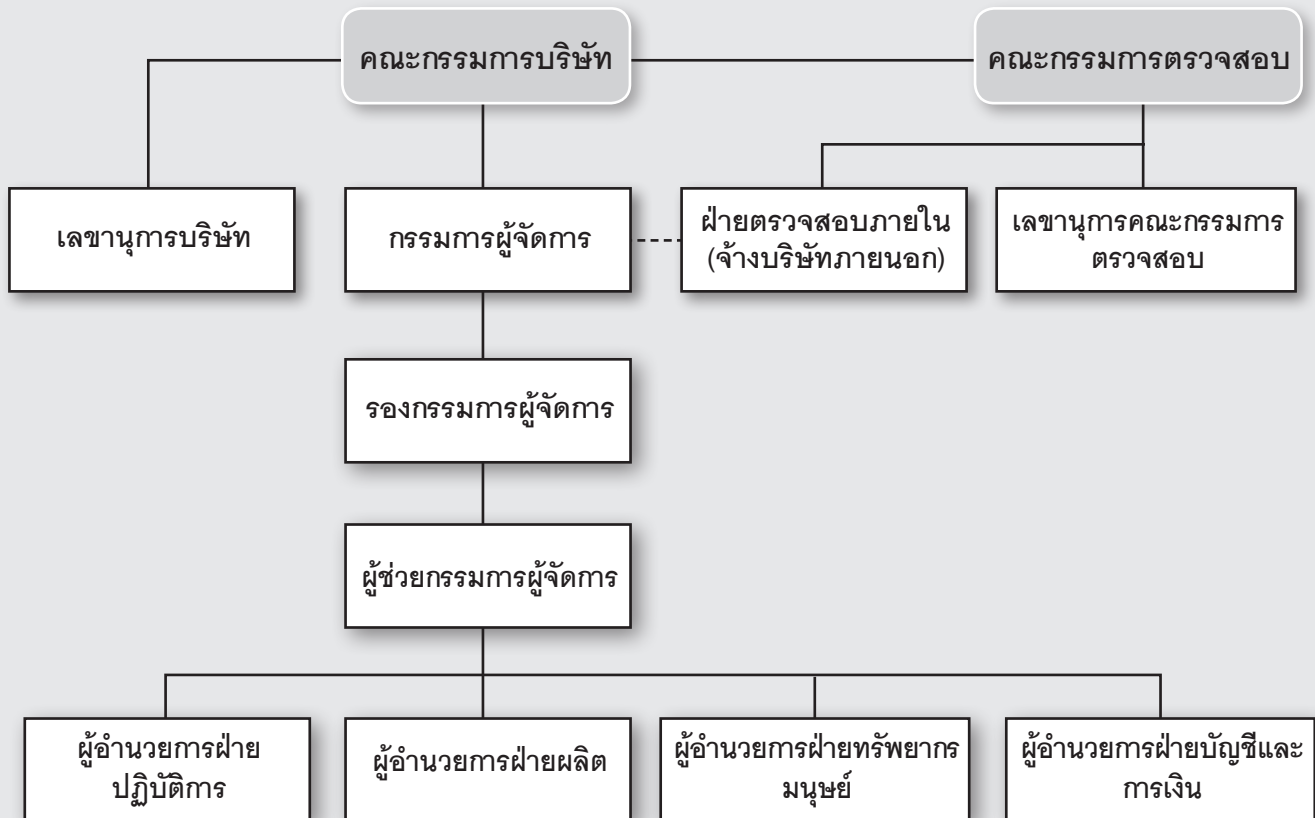 คณะกรรมการบริษัท
คณะกรรมการตรวจสอบ
เลขานุการบริษัท
กรรมการผู้จัดการ
ฝ่ายตรวจสอบภายใน
(จ้างบริษัทภายนอก)
เลขานุการคณะกรรมการ
ตรวจสอบ
รองกรรมการผู้จัดการ
ผู้ช่วยกรรมการผู้จัดการ
ผู้อำนวยการฝ่าย
ปฏิบัติการ
ผู้อำนวยการฝ่ายผลิต
ผู้อำนวยการฝ่ายทรัพยากร
มนุษย์
ผู้อำนวยการฝ่ายบัญชีและ
การเงิน